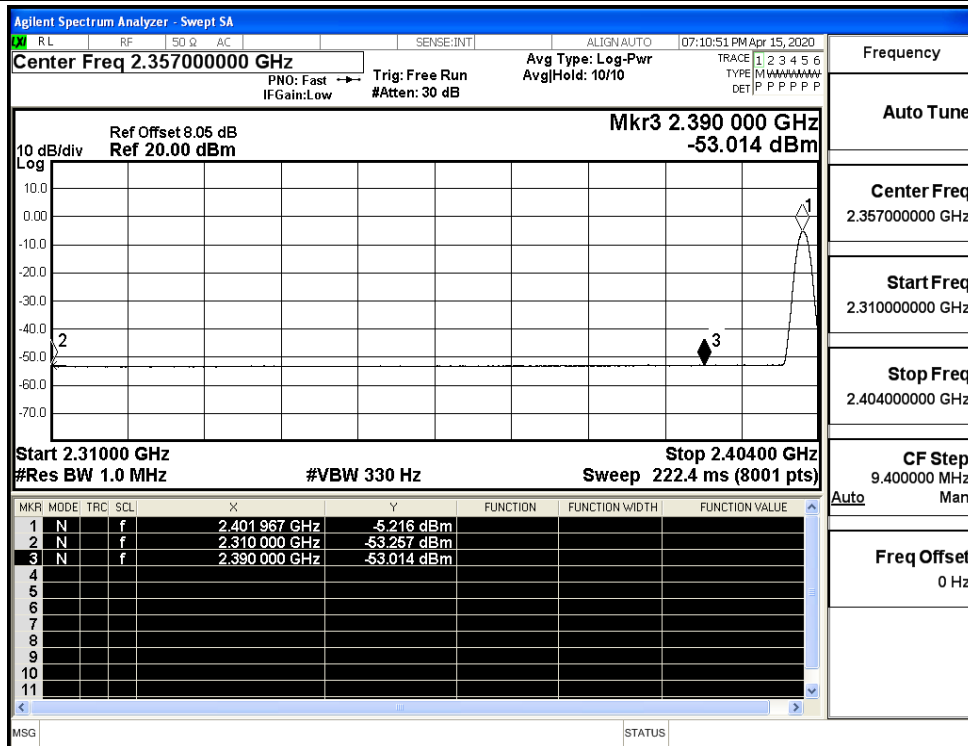 Agilent Spectrum Analyzer - Swept SA
LXI RL RF 50 Ω AC SENSE:INT ALIGNAUTO 07:10:51 PM Apr 15, 2020
Center Freq 2.357000000 GHz
PNO: Fast
IFGain:Low
Trig: Free Run
#Atten: 30 dB
Avg Type: Log-Pwr
Avg|Hold: 10/10
TRACE 1 2 3 4 5 6
TYPE M
DET P P P P P P
Ref Offset 8.05 dB
10 dB/div Ref 20.00 dBm
Log
Mkr3 2.390 000 GHz
-53.014 dBm
10.0
0.00
-10.0
-20.0
-30.0
-40.0
-50.0
-60.0
-70.0
1
2
3
Start 2.31000 GHz Stop 2.40400 GHz
#Res BW 1.0 MHz #VBW 330 Hz Sweep 222.4 ms (8001 pts)
MKR MODE TRC SCL X Y FUNCTION FUNCTION WIDTH FUNCTION VALUE
1 N f 2.401 967 GHz -5.216 dBm
2 N f 2.310 000 GHz -53.257 dBm
3 N f 2.390 000 GHz -53.014 dBm
4
5
6
7
8
9
10
11
MSG STATUS
Frequency
Auto Tune
Center Freq
2.357000000 GHz
Start Freq
2.310000000 GHz
Stop Freq
2.404000000 GHz
CF Step
9.400000 MHz
Auto Man
Freq Offset
0 Hz